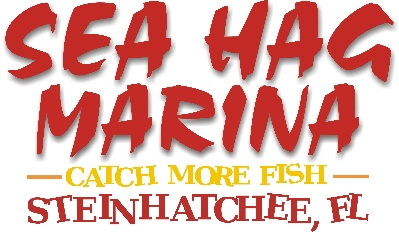 SEA HAG
MARINA
CATCH MORE FISH
STEINHATCHEE, FL